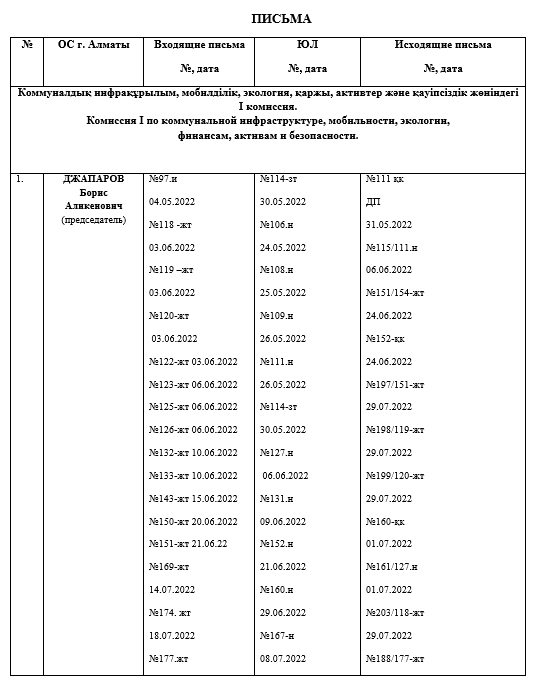 ПИСЬМА
№ ОС г. Алматы Входящие письма ЮЛ Исходящие письма
№, дата №, дата №, дата
Коммуналдық инфрақұрылым, мобилділік, экология, қаржы, активтер және қауіпсіздік жөніндегі
I комиссия.
Комиссия I по коммунальной инфраструктуре, мобильности, экологии,
финансам, активам и безопасности.
1. ДЖАПАРОВ №97.и №114-зт №111 қк
Борис 04.05.2022 30.05.2022 ДП
Аликенович №118 -жт №106.н 31.05.2022
(председатель) 03.06.2022 24.05.2022 №115/111.н
№119 –жт №108.н 06.06.2022
03.06.2022 25.05.2022 №151/154-жт
№120-жт №109.н 24.06.2022
03.06.2022 26.05.2022 №152-қк
№122-жт 03.06.2022 №111.н 24.06.2022
№123-жт 06.06.2022 26.05.2022 №197/151-жт
№125-жт 06.06.2022 №114-зт 29.07.2022
№126-жт 06.06.2022 30.05.2022 №198/119-жт
№132-жт 10.06.2022 №127.н 29.07.2022
№133-жт 10.06.2022 06.06.2022 №199/120-жт
№143-жт 15.06.2022 №131.н 29.07.2022
№150-жт 20.06.2022 09.06.2022 №160-қк
№151-жт 21.06.22 №152.н 01.07.2022
№169-жт 21.06.2022 №161/127.н
14.07.2022 №160.н 01.07.2022
№174. жт 29.06.2022 №203/118-жт
18.07.2022 №167-н 29.07.2022
№177.жт 08.07.2022 №188/177-жт